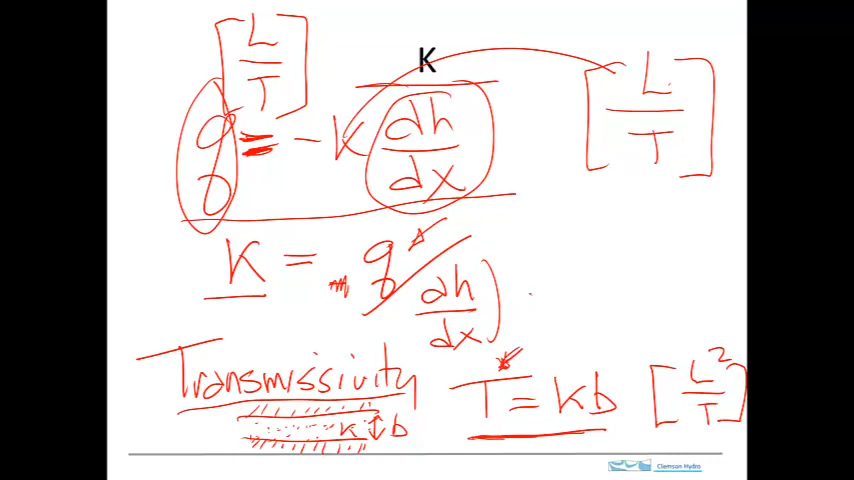 K
[L/T]
q = - K dh/dx [L/T]
K = q / dh/dx)
Transmissivity T = Kb [L²/T]
K b
Clemson Hydro